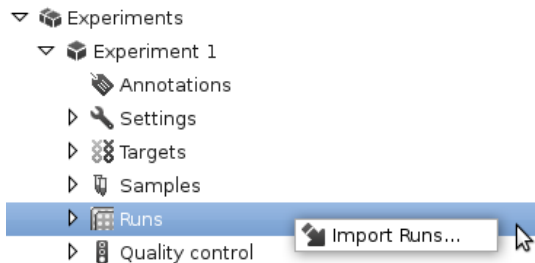 Experiments
Experiment 1
Annotations
Settings
Targets
Samples
Runs
Import Runs...
Quality control